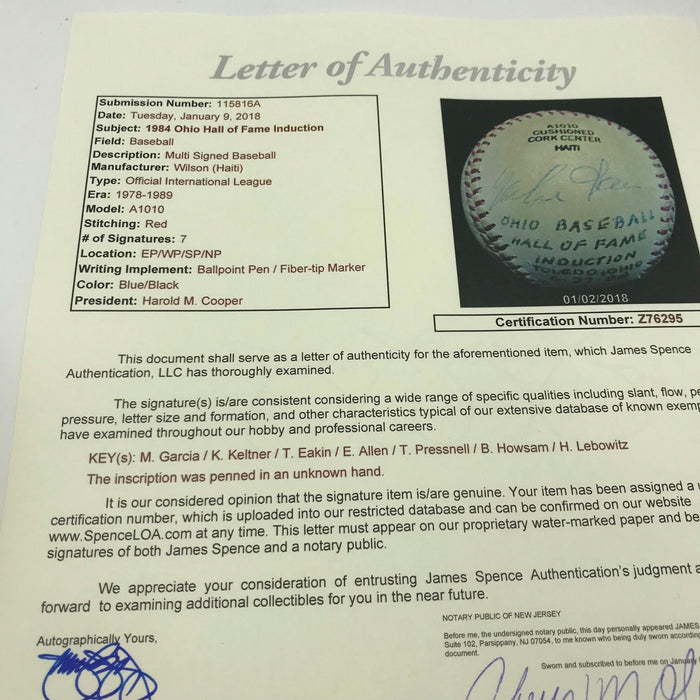 Letter of Authenticity
Submission Number: 115816A
Date: Tuesday, January 9, 2018
Subject: 1984 Ohio Hall of Fame Induction
Field: Baseball
Description: Multi Signed Baseball
Manufacturer: Wilson (Haiti)
Type: Official International League
Era: 1978-1989
Model: A1010
Stitching: Red
# of Signatures: 7
Location: EP/WP/SP/NP
Writing Implement: Ballpoint Pen / Fiber-tip Marker
Color: Blue/Black
President: Harold M. Cooper
A1010
CUSHIONED
CORK CENTER
HAITI
OHIO BASEBALL
HALL OF FAME
INDUCTION
TOLEDO, OHIO
01/02/2018
Certification Number: Z76295
This document shall serve as a letter of authenticity for the aforementioned item, which James Spence
Authentication, LLC has thoroughly examined.
The signature(s) is/are consistent considering a wide range of specific qualities including slant, flow, pe
pressure, letter size and formation, and other characteristics typical of our extensive database of known exemp
have examined throughout our hobby and professional careers.
KEY(s): M. Garcia / K. Keltner / T. Eakin / E. Allen / T. Pressnell / B. Howsam / H. Lebowitz
The inscription was penned in an unknown hand.
It is our considered opinion that the signature item is/are genuine. Your item has been assigned a
certification number, which is uploaded into our restricted database and can be confirmed on our website
www.SpenceLOA.com at any time. This letter must appear on our proprietary water-marked paper and be
signatures of both James Spence and a notary public.
We appreciate your consideration of entrusting James Spence Authentication's judgment a
forward to examining additional collectibles for you in the near future.
NOTARY PUBLIC OF NEW JERSEY
Before me, the undersigned notary public, this day personally appeared JAMES
Suite 102, Parsippany, NJ 07054, to me known who being duly sworn according
document.
Sworn and subscribed to before me on January
Autographically Yours,